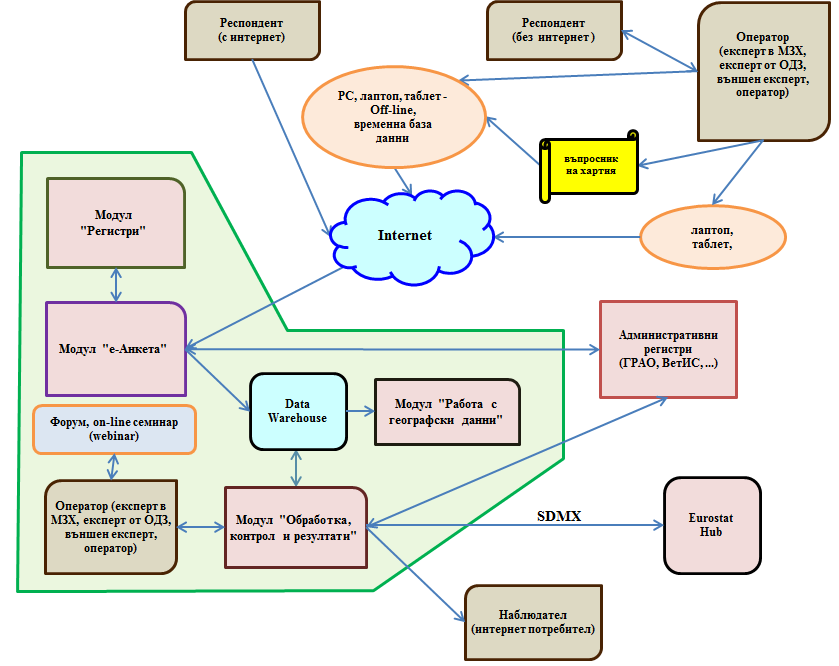 Респондент
(с интернет)
Респондент
(без интернет )
Оператор
(експерт в МЗХ,
експерт от ОДЗ,
външен експерт,
оператор)
PC, лаптоп, таблет -
Off-line,
временна база
данни
въпросник
на хартия
Модул
"Регистри"
Internet
лаптоп,
таблет,
Модул "е-Анкета"
Административни
регистри
(ГРАО, ВетИС, ...)
Data
Warehouse
Модул "Работа с
географски данни"
Форум, on-line семинар
(webinar)
Оператор (експерт в
МЗХ, експерт от ОДЗ,
външен експерт,
оператор)
Модул "Обработка,
контрол и резултати"
SDMX
Eurostat
Hub
Наблюдател
(интернет потребител)